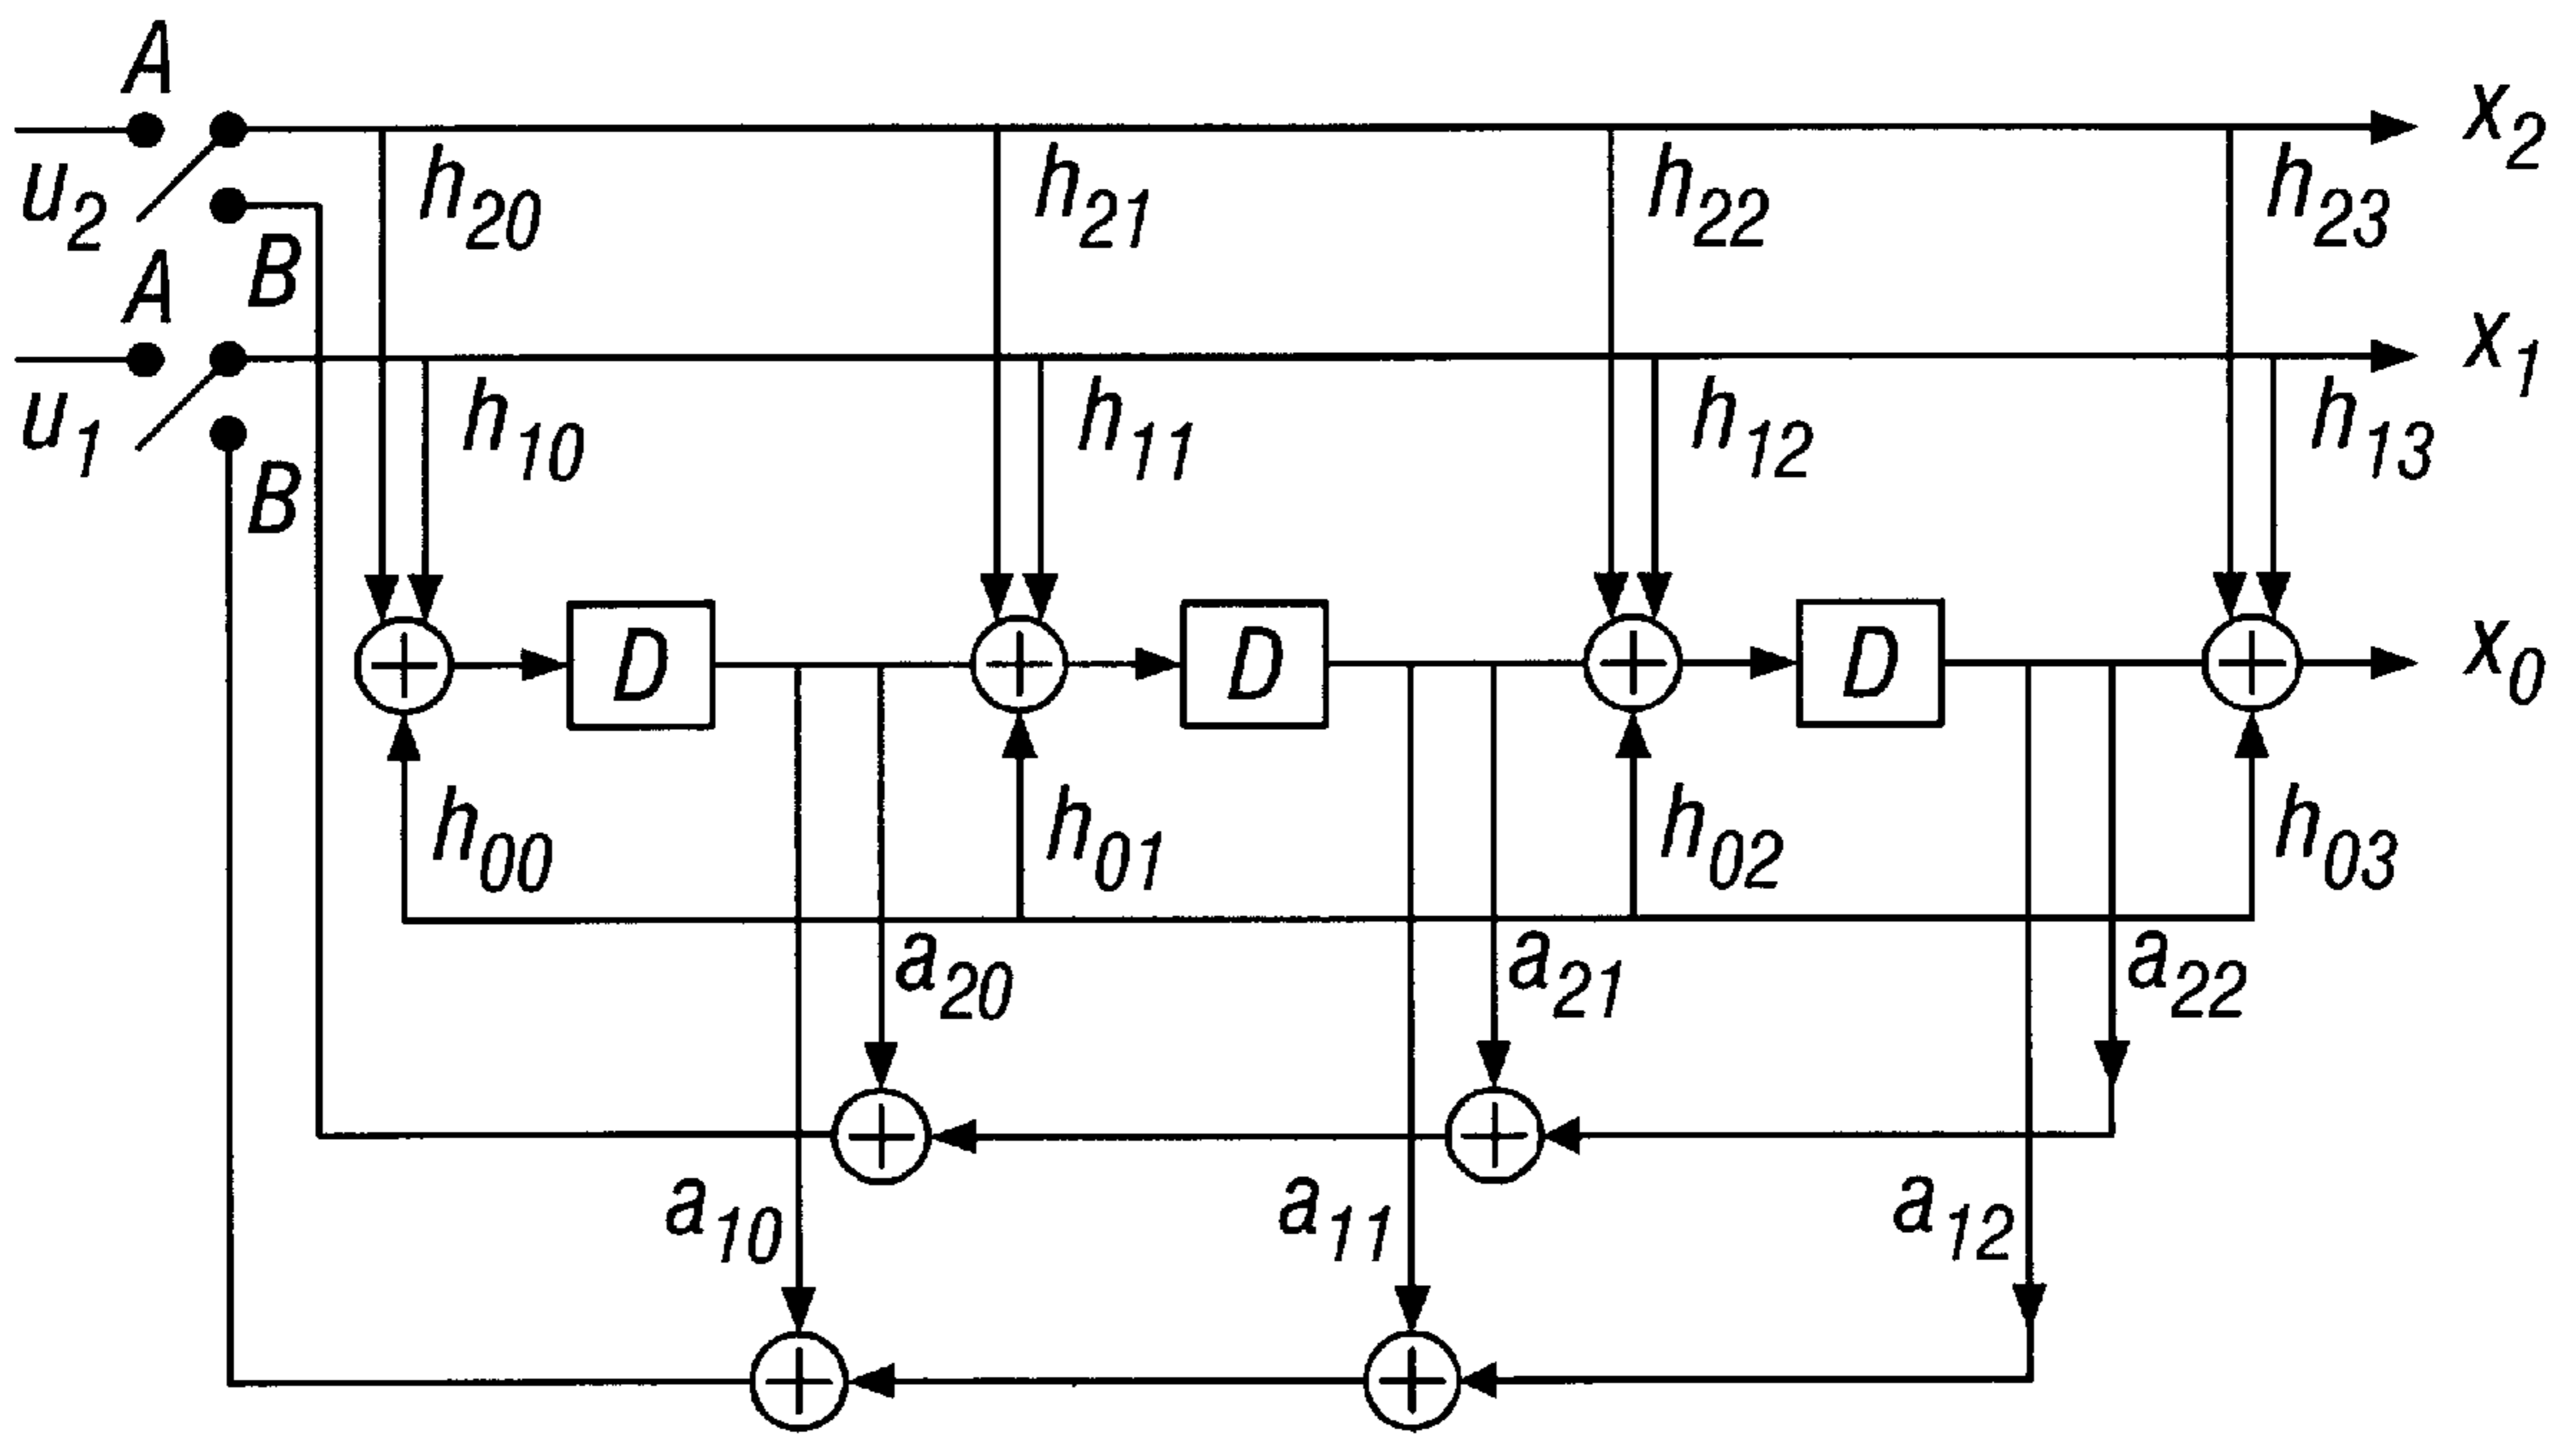 A
x2
u2
h20 h21 h22 h23
B
A
x1
u1
h10 h11 h12 h13
B
D D D
x0
h00 h01 h02 h03
a20 a21 a22
a10 a11 a12